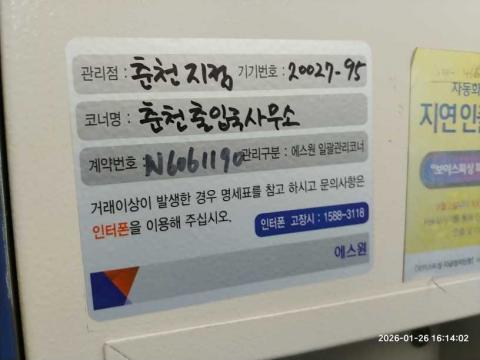 관리점 : 춘천지점 기기번호 : 20027-95
코너명 : 춘천출입국사무소
계약번호 : N6061190 관리구분 : 에스원 일괄관리코너
거래이상이 발생한 경우 명세표를 참고 하시고 문의사항은
인터폰을 이용해 주십시오.
인터폰 고장시 : 1588-3118
에스원
자동화
지연인
"보이스피싱
2026-01-26 16:14:02